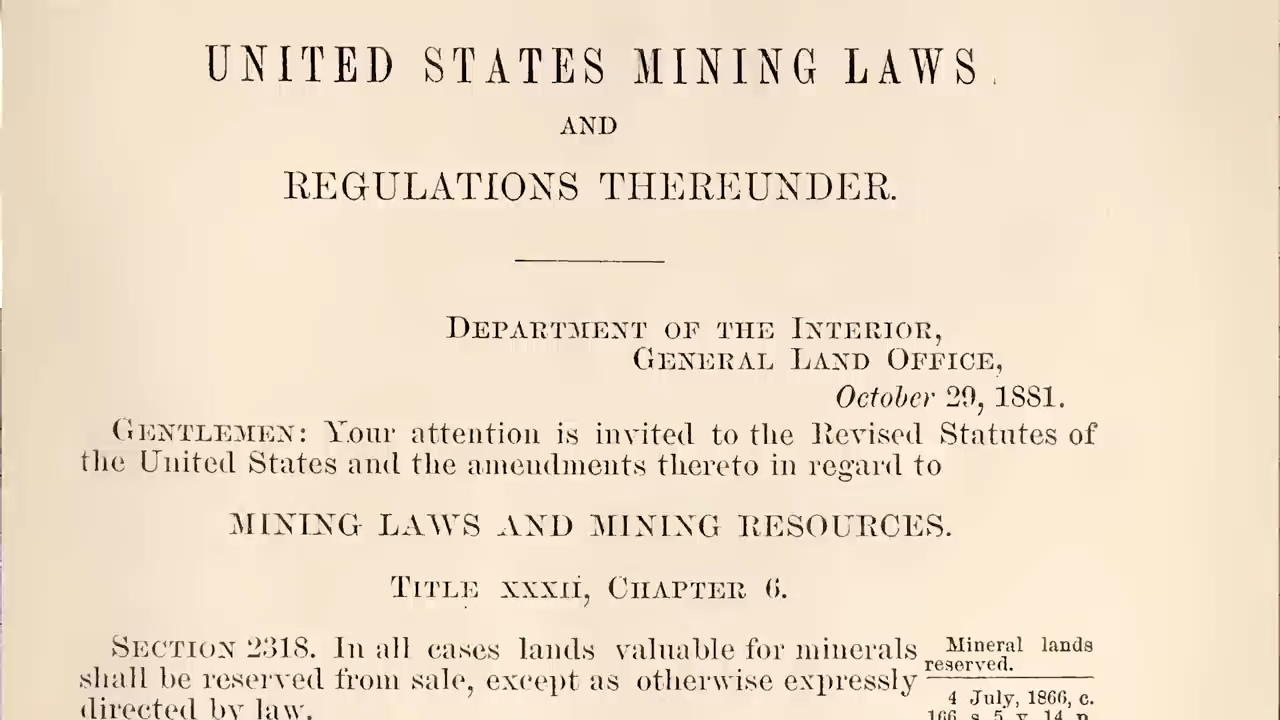 UNITED STATES MINING LAWS
AND
REGULATIONS THEREUNDER.
DEPARTMENT OF THE INTERIOR,
GENERAL LAND OFFICE,
October 29, 1881.
GENTLEMEN: Your attention is invited to the Revised Statutes of
the United States and the amendments thereto in regard to
MINING LAWS AND MINING RESOURCES.
TITLE XXXII, CHAPTER 6.
SECTION 2318. In all cases lands valuable for minerals
shall be reserved from sale, except as otherwise expressly
directed by law.
Mineral lands
reserved.
4 July, 1866, c.
166, s. 5, v. 14, p.